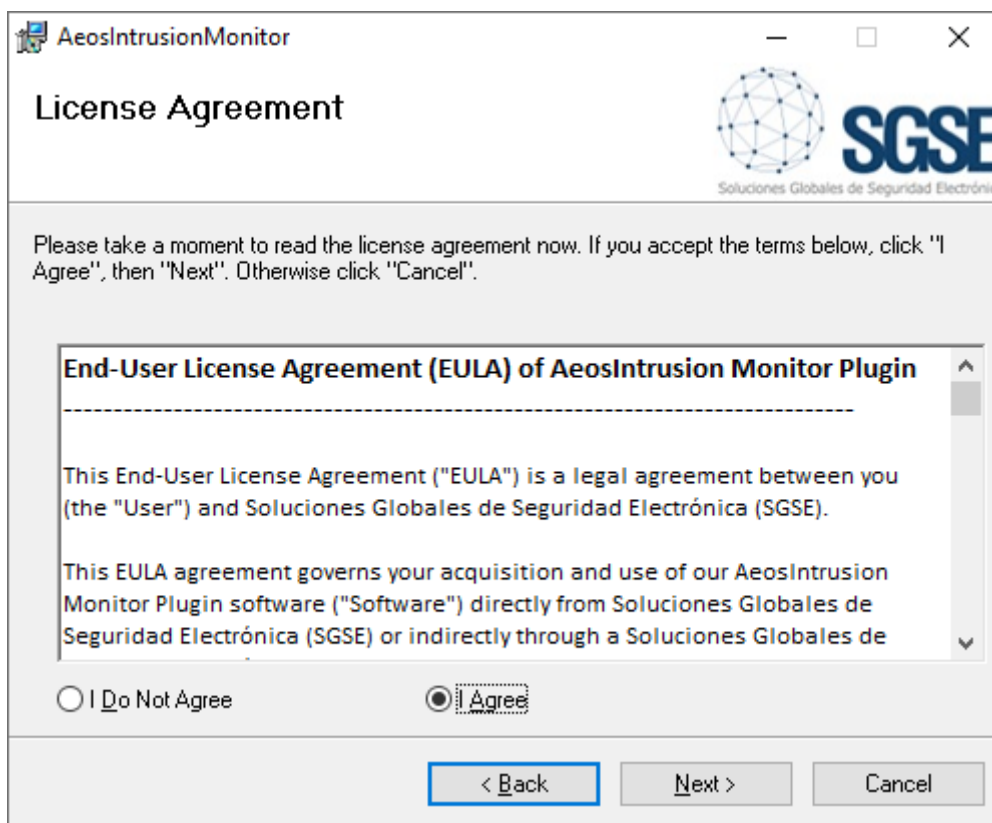 AeosIntrusionMonitor
License Agreement
SGSE
Soluciones Globales de Seguridad
Please take a moment to read the license agreement now. If you accept the terms below, click "I
Agree", then "Next". Otherwise click "Cancel".
End-User License Agreement (EULA) of AeosIntrusion Monitor Plugin
-------------------------------------------------------------------------------
This End-User License Agreement ("EULA") is a legal agreement between you
(the "User") and Soluciones Globales de Seguridad Electrónica (SGSE).
This EULA agreement governs your acquisition and use of our AeosIntrusion
Monitor Plugin software ("Software") directly from Soluciones Globales de
Seguridad Electrónica (SGSE) or indirectly through a Soluciones Globales de
I Do Not Agree
I Agree
< Back
Next >
Cancel